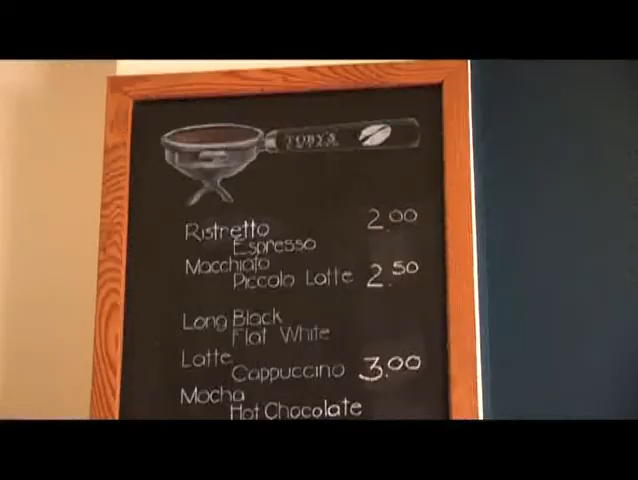 TOBY'S
Ristretto 2.00
Espresso
Macchiato
Piccolo Latte 2.50
Long Black
Flat White
Latte
Cappuccino 3.00
Mocha
Hot Chocolate